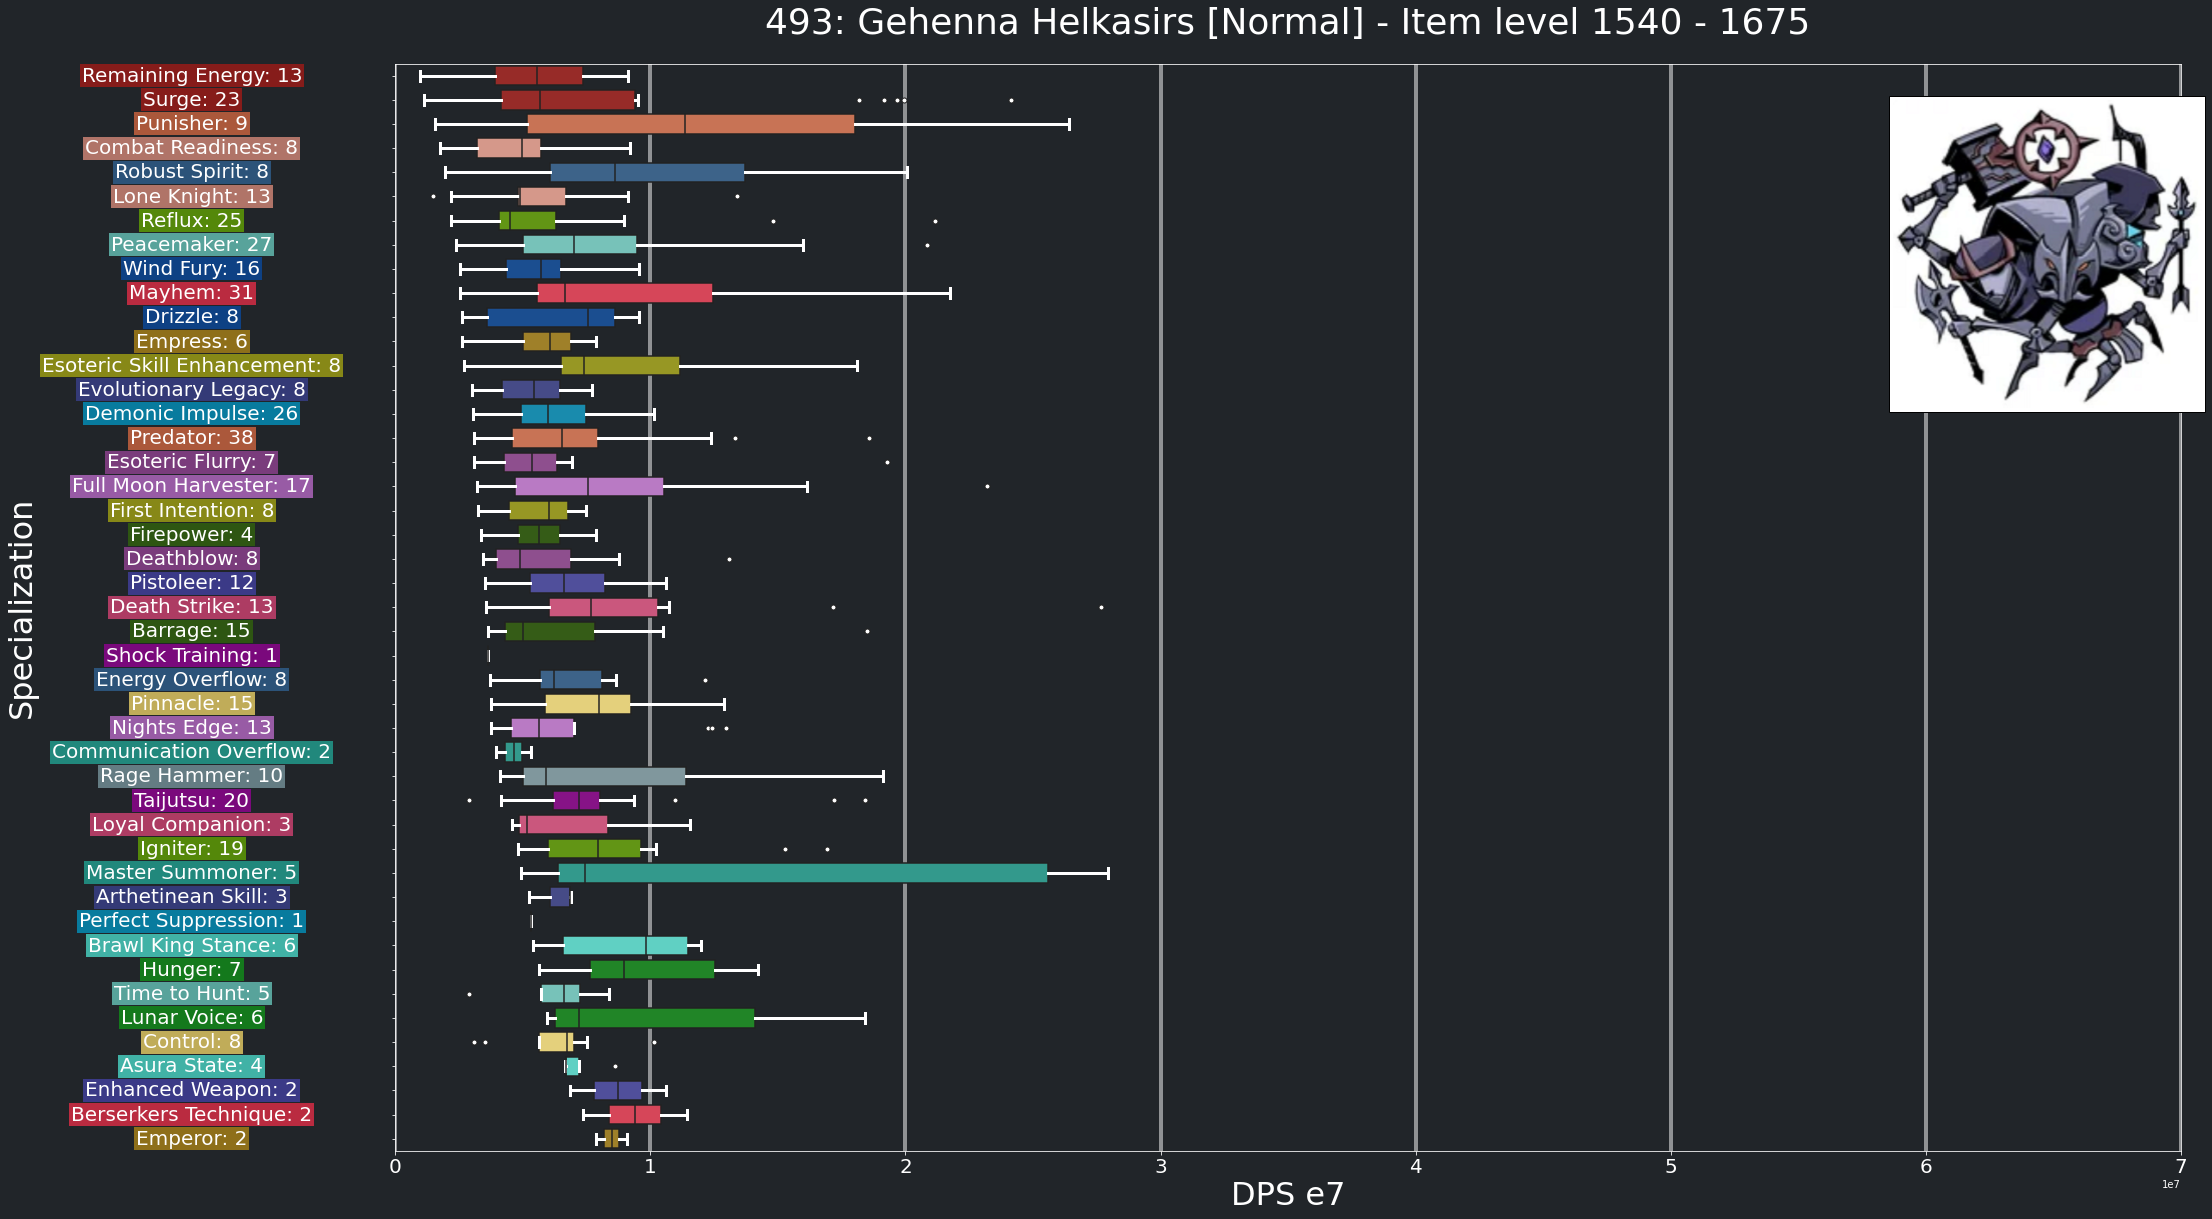 493: Gehenna Helkasirs [Normal] - Item level 1540 - 1675
Specialization
Remaining Energy: 13
Surge: 23
Punisher: 9
Combat Readiness: 8
Robust Spirit: 8
Lone Knight: 13
Reflux: 25
Peacemaker: 27
Wind Fury: 16
Mayhem: 31
Drizzle: 8
Empress: 6
Esoteric Skill Enhancement: 8
Evolutionary Legacy: 8
Demonic Impulse: 26
Predator: 38
Esoteric Flurry: 7
Full Moon Harvester: 17
First Intention: 8
Firepower: 4
Deathblow: 8
Pistoleer: 12
Death Strike: 13
Barrage: 15
Shock Training: 1
Energy Overflow: 8
Pinnacle: 15
Nights Edge: 13
Communication Overflow: 2
Rage Hammer: 10
Taijutsu: 20
Loyal Companion: 3
Igniter: 19
Master Summoner: 5
Arthetinean Skill: 3
Perfect Suppression: 1
Brawl King Stance: 6
Hunger: 7
Time to Hunt: 5
Lunar Voice: 6
Control: 8
Asura State: 4
Enhanced Weapon: 2
Berserkers Technique: 2
Emperor: 2
0 1 2 3 4 5 6 7
1e7
DPS e7